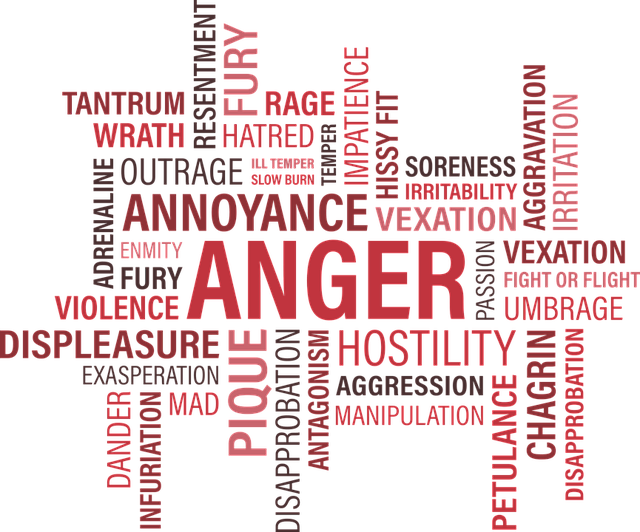 RESENTMENT
FURY
TANTRUM
RAGE
IMPATIENCE
WRATH
HATRED
TEMPER
HISSY FIT
AGGRAVATION
IRRITATION
ADRENALINE
OUTRAGE
ILL TEMPER
SLOW BURN
SORENESS
IRRITABILITY
ANNOYANCE
VEXATION
ENMITY
FURY
ANGER
PASSION
VEXATION
FIGHT OR FLIGHT
VIOLENCE
UMBRAGE
DISPLEASURE
PIQUE
DISAPPROBATION
ANTAGONISM
HOSTILITY
CHAGRIN
DISAPPROBATION
EXASPERATION
AGGRESSION
PETULANCE
DANDER
INFURIATION
MAD
MANIPULATION